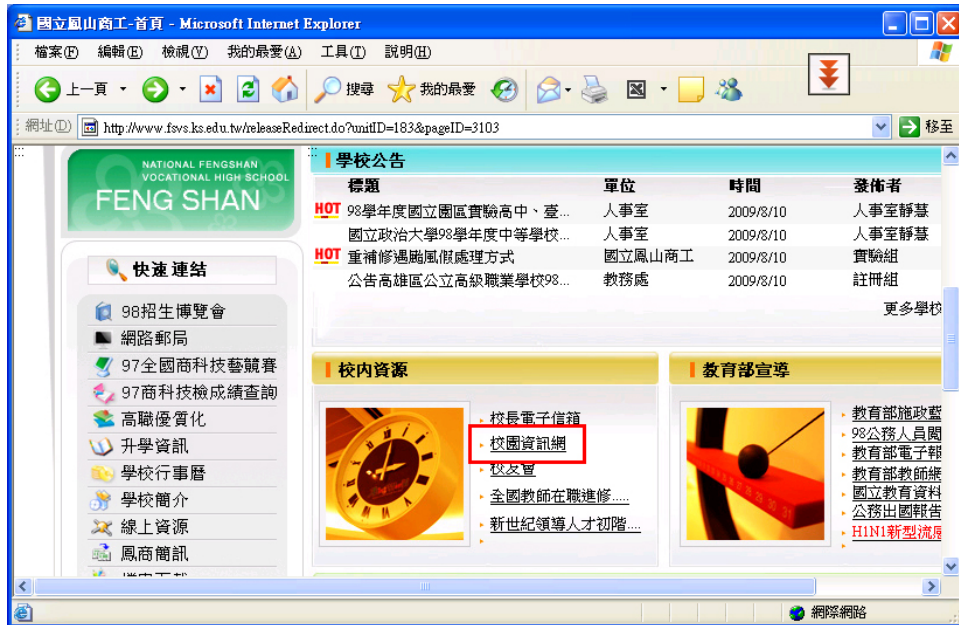 國立鳳山商工-首頁 - Microsoft Internet Explorer
檔案(F) 編輯(E) 檢視(V) 我的最愛(A) 工具(T) 說明(H)
上一頁 搜尋 我的最愛
網址(D) http://www.fsvs.ks.edu.tw/releaseRedirect.do?unitID=183&pageID=3103 移至
NATIONAL FENGSHAN
VOCATIONAL HIGH SCHOOL
FENG SHAN
快速連結
98招生博覽會
網路郵局
97全國商科技藝競賽
97商科技檢成績查詢
高職優質化
升學資訊
學校行事曆
學校簡介
線上資源
鳳商簡訊
學校公告
標題 單位 時間 發佈者
HOT 98學年度國立園區實驗高中、臺... 人事室 2009/8/10 人事室靜慧
國立政治大學98學年度中等學校... 人事室 2009/8/10 人事室靜慧
HOT 重補修遇颱風假處理方式 國立鳳山商工 2009/8/10 實驗組
公告高雄區公立高級職業學校98... 教務處 2009/8/10 註冊組
更多學校
校內資源
校長電子信箱
校園資訊網
校友會
全國教師在職進修.....
新世紀領導人才初階....
教育部宣導
教育部施政藍
98公務人員閱
教育部電子報
教育部教師網
國立教育資料
公務出國報告
H1N1新型流感
網際網路